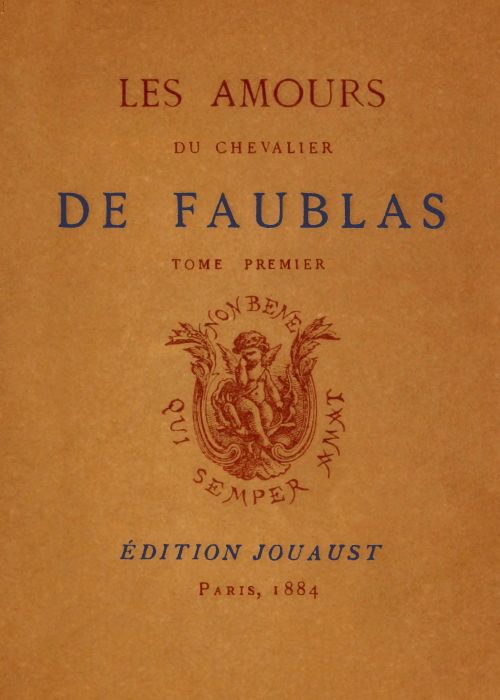 LES AMOURS
DU CHEVALIER
DE FAUBLAS
TOME PREMIER
NON BENE
QUI
SEMPER
AMAT
ÉDITION JOUAUST
PARIS, 1884